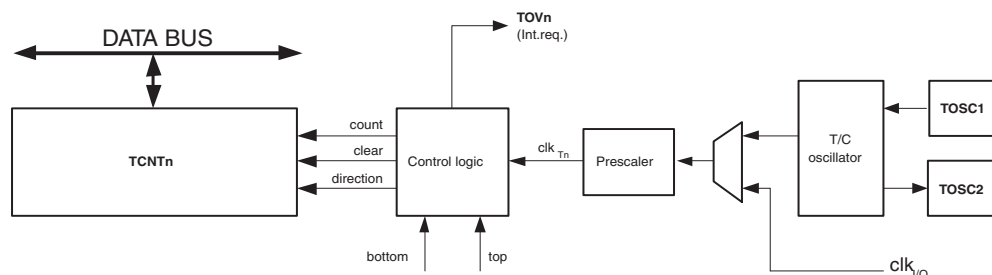 TOVn
(Int.req.)
DATA BUS
TCNTn
count
clear
direction
Control logic
clk Tn
Prescaler
T/C
oscillator
TOSC1
TOSC2
bottom
top
clk I/O